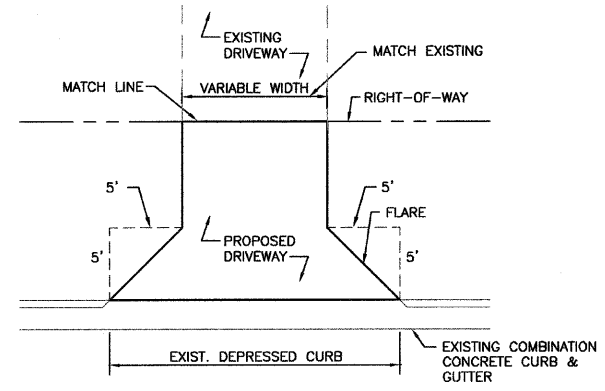 EXISTING
DRIVEWAY
MATCH EXISTING
MATCH LINE
VARIABLE WIDTH
RIGHT-OF-WAY
5'
5'
FLARE
5'
PROPOSED
DRIVEWAY
5'
EXIST. DEPRESSED CURB
EXISTING COMBINATION
CONCRETE CURB &
GUTTER